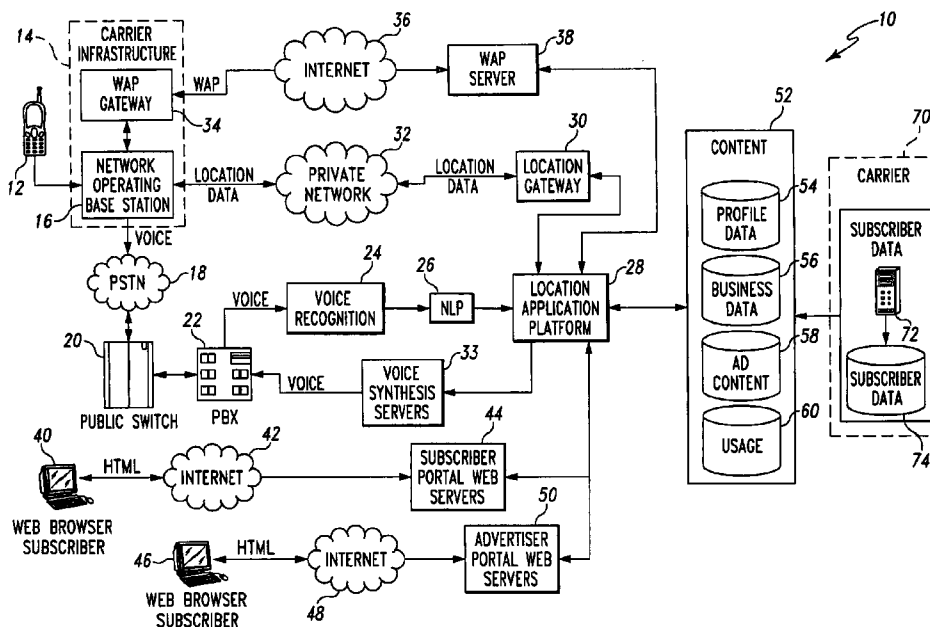 10
14
CARRIER
INFRASTRUCTURE
WAP
GATEWAY
34
WAP
36
INTERNET
38
WAP
SERVER
12
NETWORK
OPERATING
BASE STATION
16
LOCATION
DATA
32
PRIVATE
NETWORK
LOCATION
DATA
30
LOCATION
GATEWAY
VOICE
PSTN
18
20
PUBLIC SWITCH
22
PBX
VOICE
24
VOICE
RECOGNITION
26
NLP
LOCATION
APPLICATION
PLATFORM
28
VOICE
33
VOICE
SYNTHESIS
SERVERS
52
CONTENT
54
PROFILE
DATA
56
BUSINESS
DATA
58
AD
CONTENT
60
USAGE
70
CARRIER
SUBSCRIBER
DATA
72
SUBSCRIBER
DATA
74
40
HTML
42
INTERNET
44
SUBSCRIBER
PORTAL WEB
SERVERS
WEB BROWSER
SUBSCRIBER
46
HTML
INTERNET
48
50
ADVERTISER
PORTAL WEB
SERVERS
WEB BROWSER
SUBSCRIBER